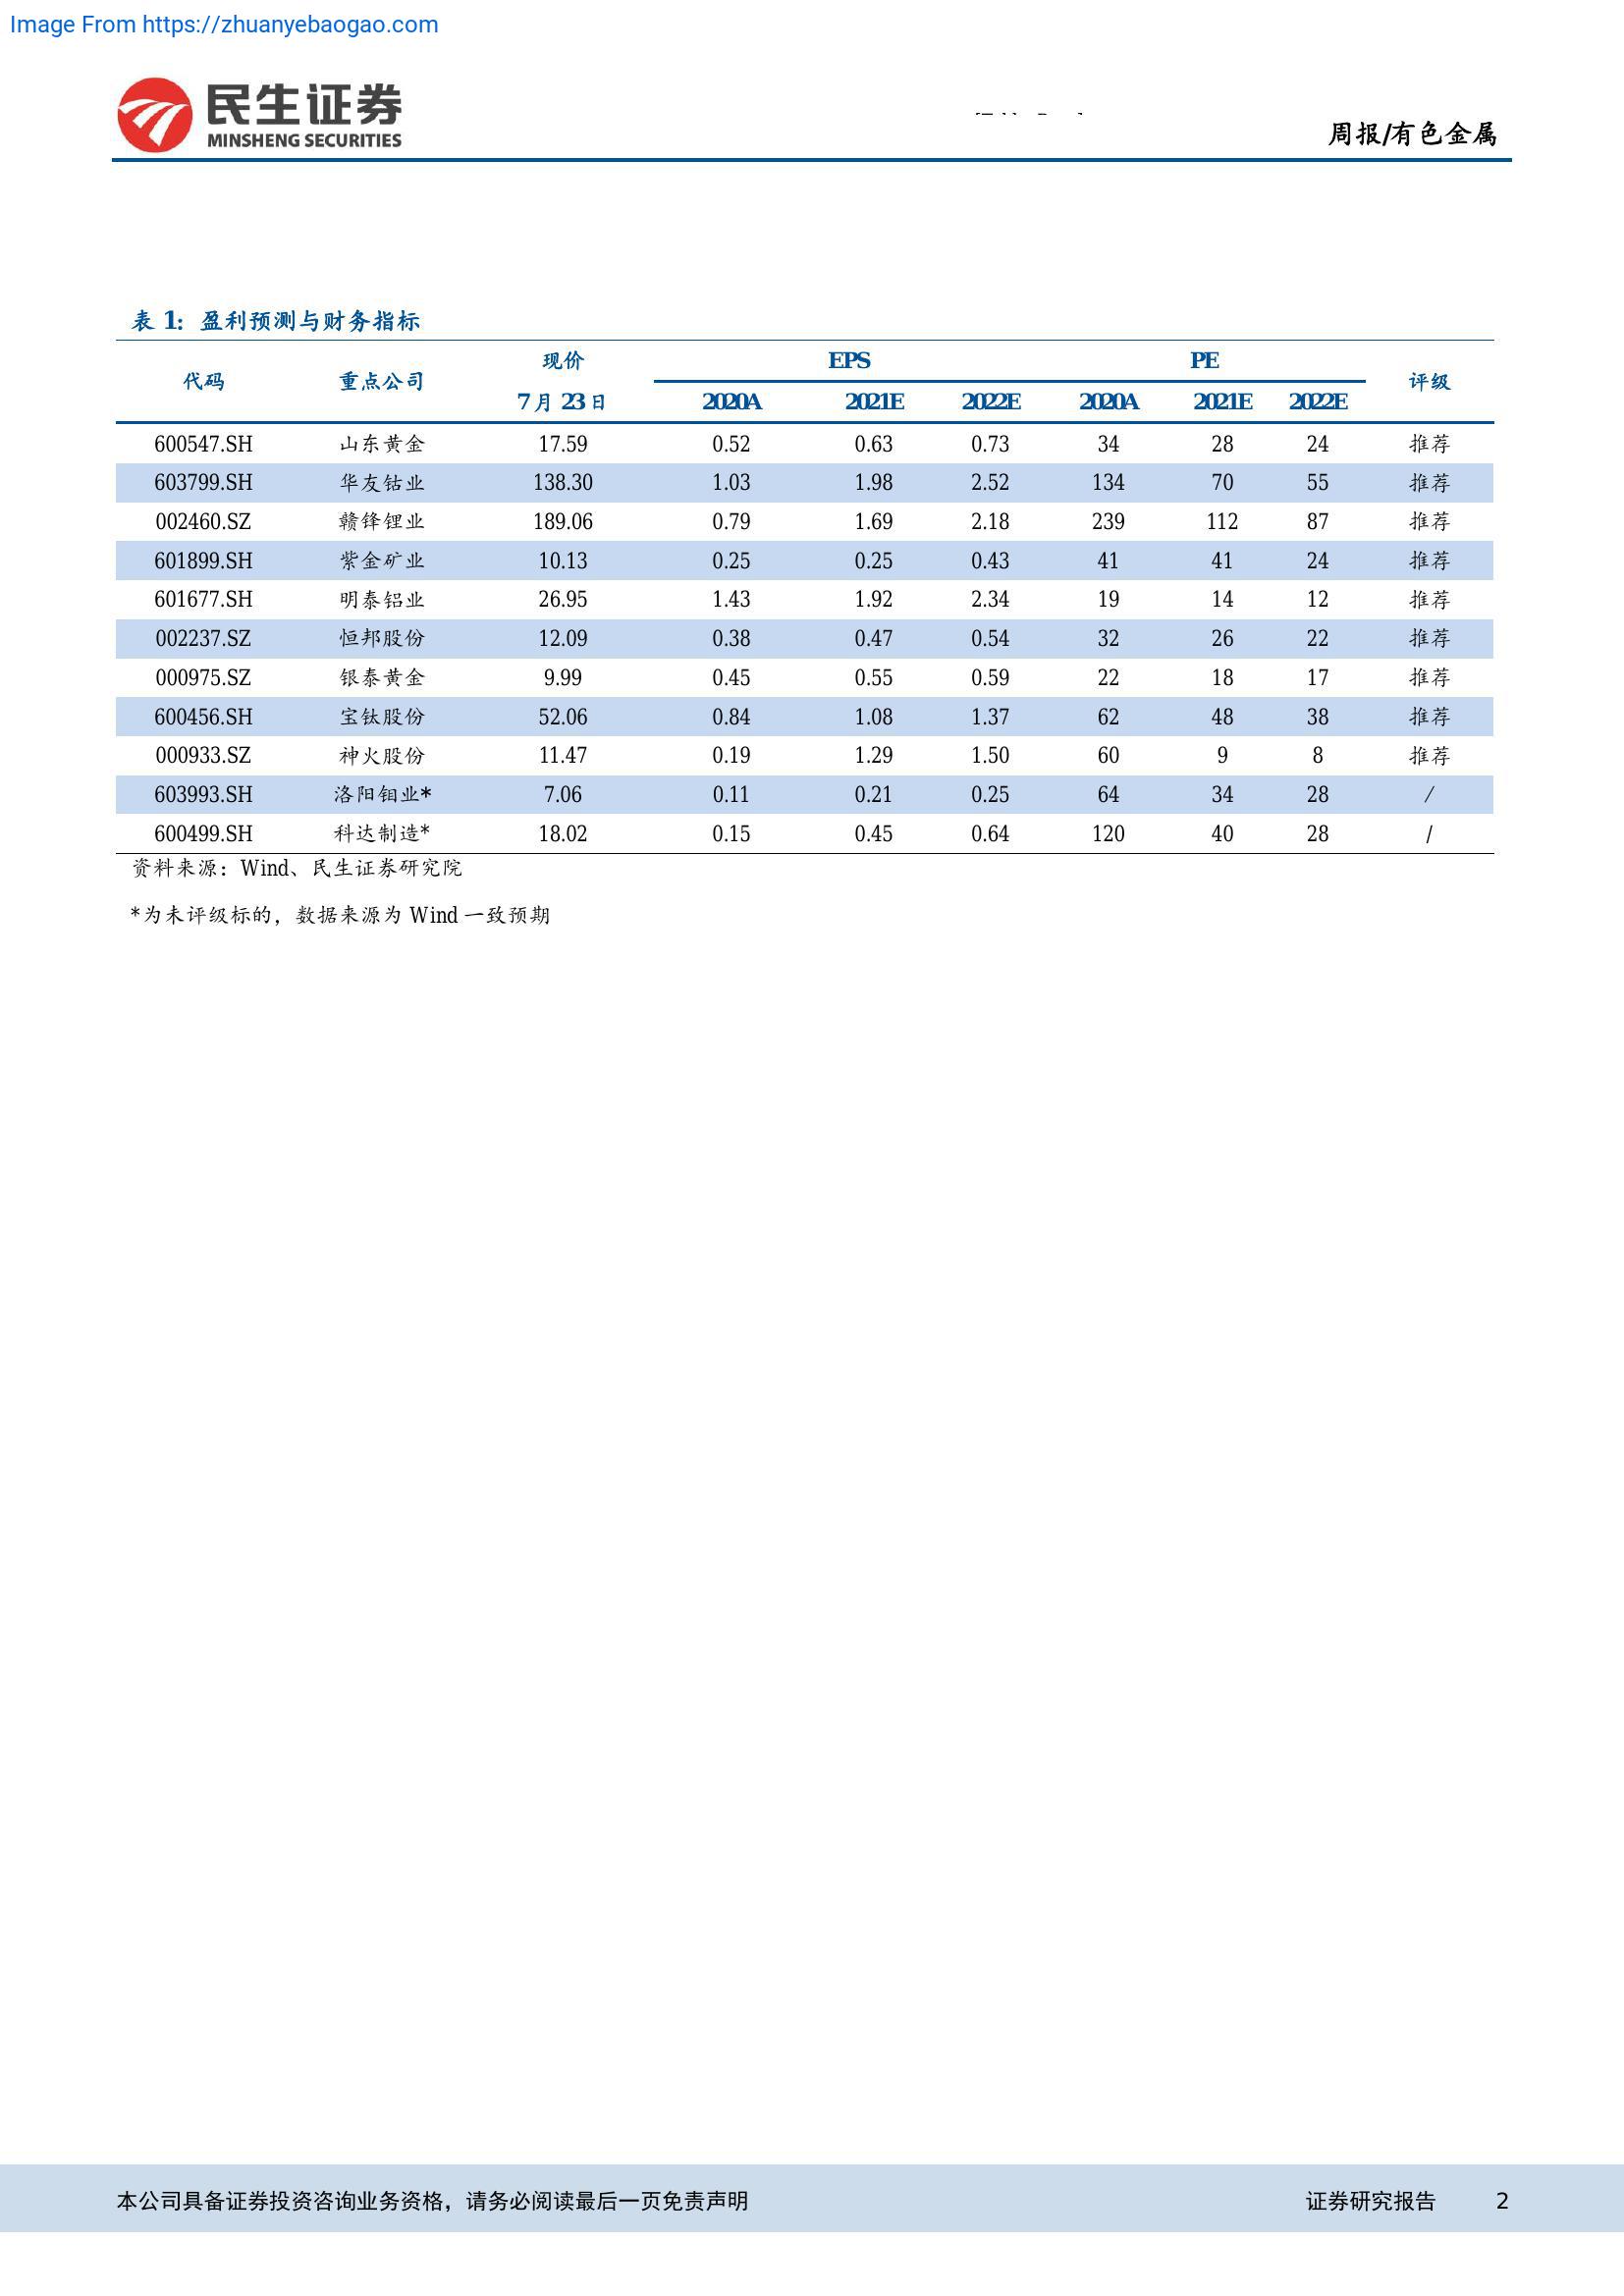 Image From https://zhuanyebaogao.com
民生证券
MINSHENG SECURITIES
周报/有色金属
表 1：盈利预测与财务指标
代码 重点公司 现价 EPS PE 评级
7 月 23 日 2020A 2021E 2022E 2020A 2021E 2022E
600547.SH 山东黄金 17.59 0.52 0.63 0.73 34 28 24 推荐
603799.SH 华友钴业 138.30 1.03 1.98 2.52 134 70 55 推荐
002460.SZ 赣锋锂业 189.06 0.79 1.69 2.18 239 112 87 推荐
601899.SH 紫金矿业 10.13 0.25 0.25 0.43 41 41 24 推荐
601677.SH 明泰铝业 26.95 1.43 1.92 2.34 19 14 12 推荐
002237.SZ 恒邦股份 12.09 0.38 0.47 0.54 32 26 22 推荐
000975.SZ 银泰黄金 9.99 0.45 0.55 0.59 22 18 17 推荐
600456.SH 宝钛股份 52.06 0.84 1.08 1.37 62 48 38 推荐
000933.SZ 神火股份 11.47 0.19 1.29 1.50 60 9 8 推荐
603993.SH 洛阳钼业* 7.06 0.11 0.21 0.25 64 34 28 /
600499.SH 科达制造* 18.02 0.15 0.45 0.64 120 40 28 /
资料来源：Wind、民生证券研究院
*为未评级标的，数据来源为 Wind 一致预期
本公司具备证券投资咨询业务资格，请务必阅读最后一页免责声明 证券研究报告 2